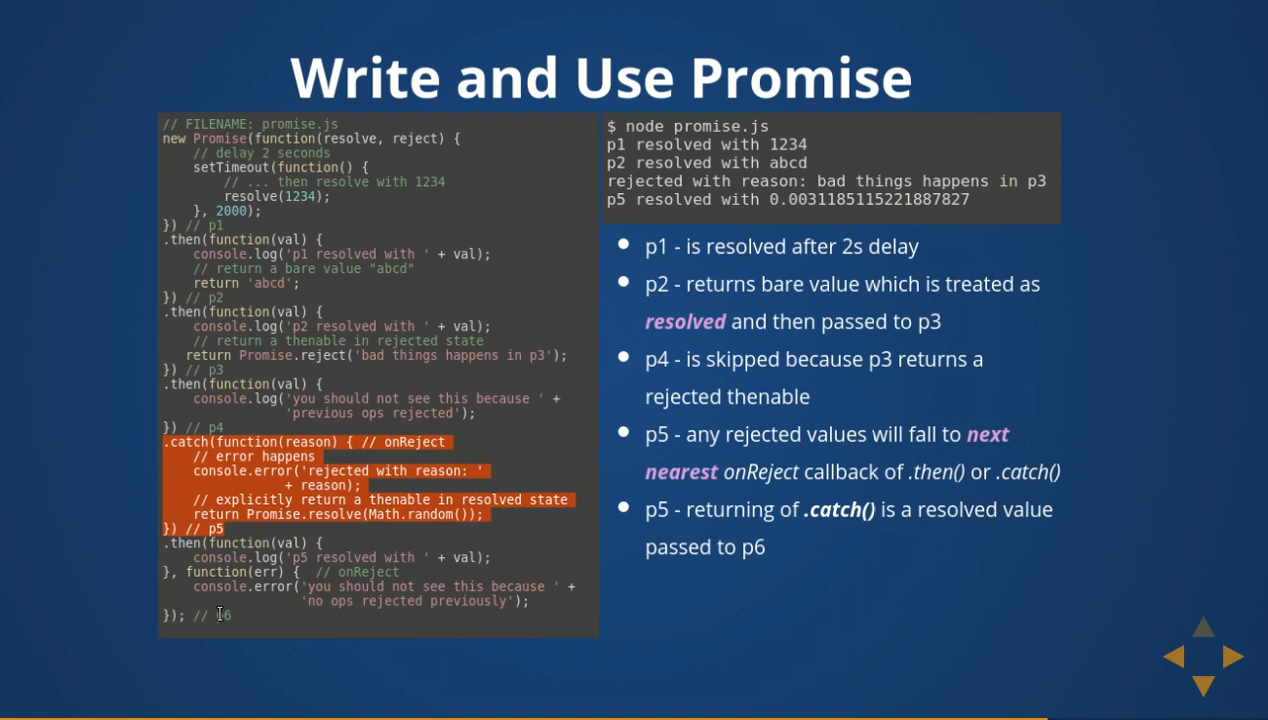 Write and Use Promise
// FILENAME: promise.js
new Promise(function(resolve, reject) {
    // delay 2 seconds
    setTimeout(function() {
        // ... then resolve with 1234
        resolve(1234);
    }, 2000);
}) // p1
.then(function(val) {
    console.log('p1 resolved with ' + val);
    // return a bare value "abcd"
    return 'abcd';
}) // p2
.then(function(val) {
    console.log('p2 resolved with ' + val);
    // return a thenable in rejected state
   return Promise.reject('bad things happens in p3');
}) // p3
.then(function(val) {
    console.log('you should not see this because ' +
                'previous ops rejected');
}) // p4
.catch(function(reason) { // onReject
    // error happens
    console.error('rejected with reason: '
                + reason);
    // explicitly return a thenable in resolved state
    return Promise.resolve(Math.random());
}) // p5
.then(function(val) {
    console.log('p5 resolved with ' + val);
}, function(err) {  // onReject
    console.error('you should not see this because ' +
                  'no ops rejected previously');
}); // p6
$ node promise.js
p1 resolved with 1234
p2 resolved with abcd
rejected with reason: bad things happens in p3
p5 resolved with 0.0031185115221887827
• p1 - is resolved after 2s delay
• p2 - returns bare value which is treated as
resolved and then passed to p3
• p4 - is skipped because p3 returns a
rejected thenable
• p5 - any rejected values will fall to next
nearest onReject callback of .then() or .catch()
• p5 - returning of .catch() is a resolved value
passed to p6